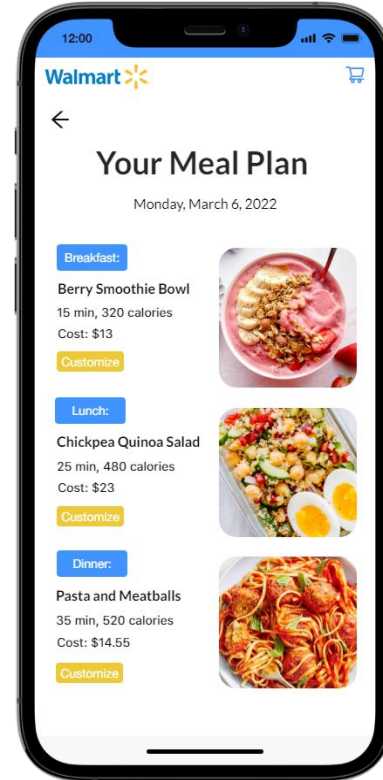 12:00
Walmart
Your Meal Plan
Monday, March 6, 2022
Breakfast:
Berry Smoothie Bowl
15 min, 320 calories
Cost: $13
Customize
Lunch:
Chickpea Quinoa Salad
25 min, 480 calories
Cost: $23
Customize
Dinner:
Pasta and Meatballs
35 min, 520 calories
Cost: $14.55
Customize